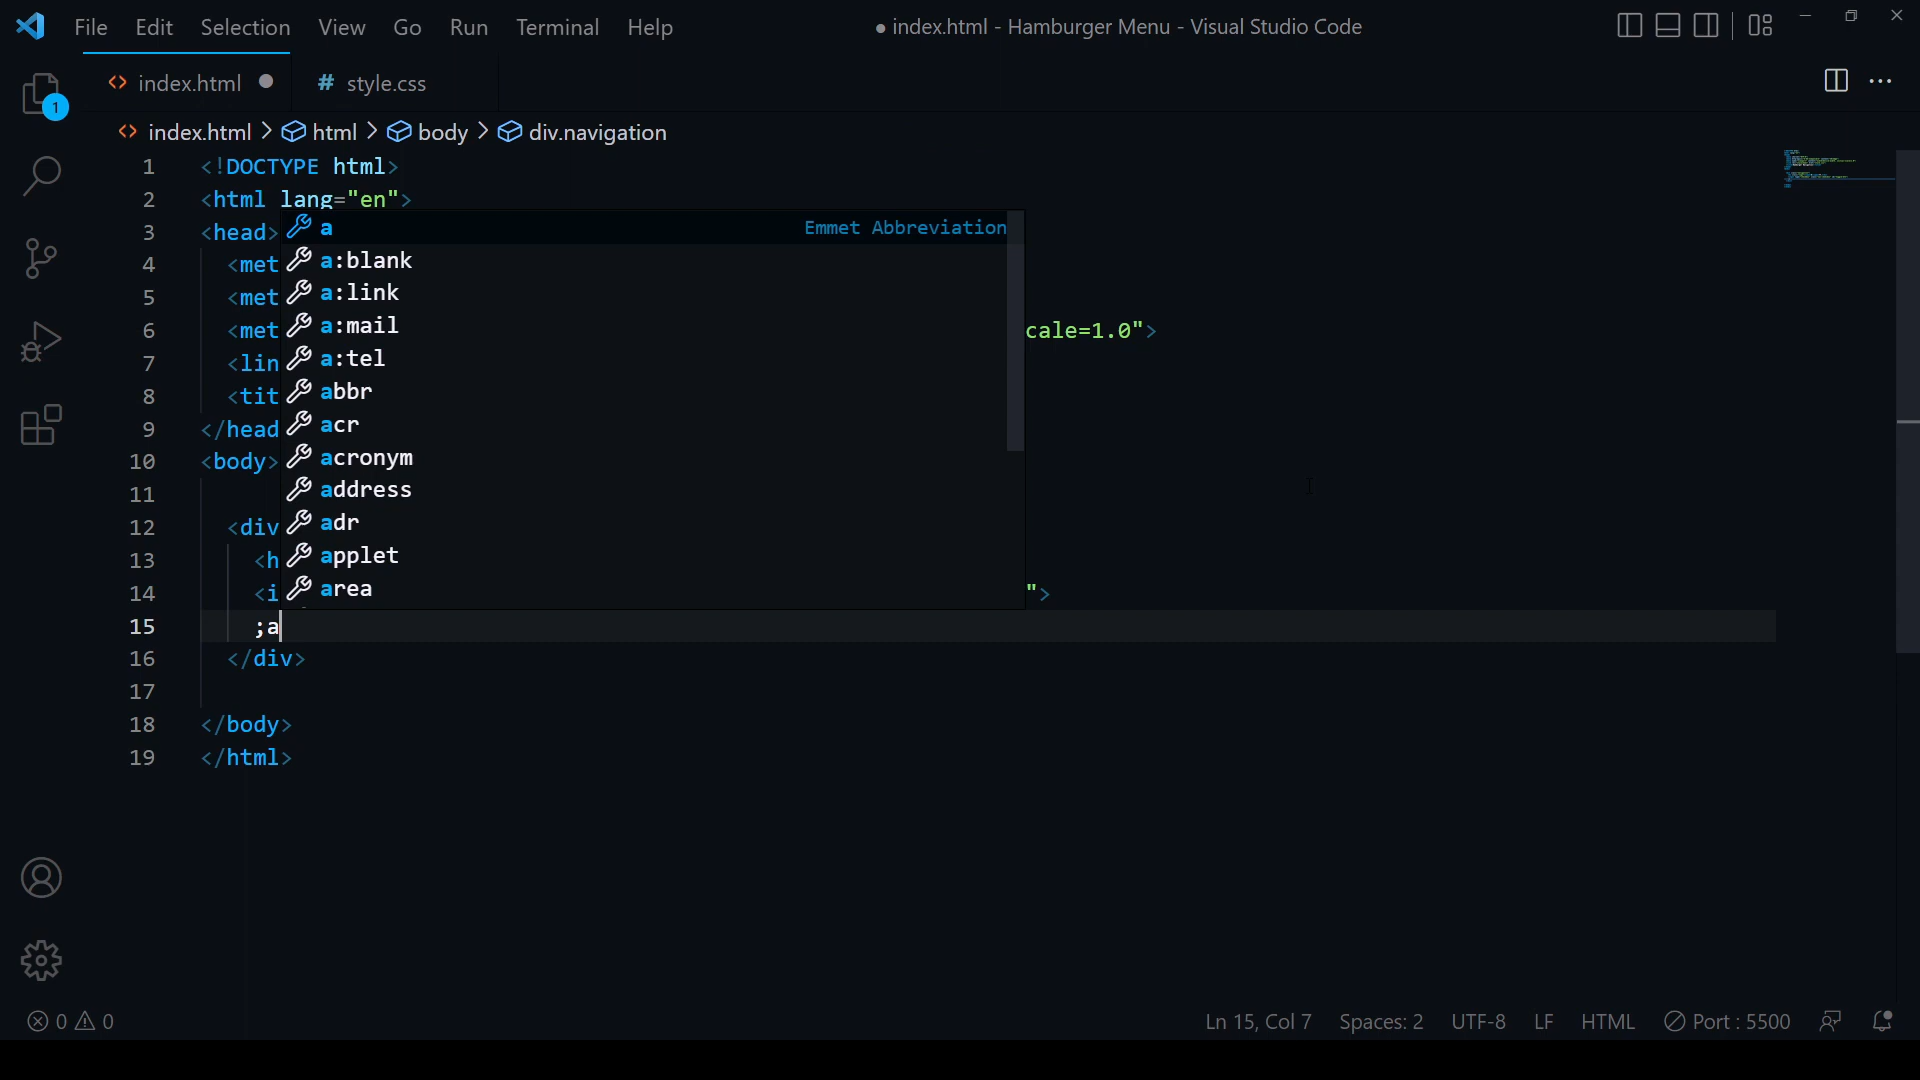 File Edit Selection View Go Run Terminal Help
● index.html - Hamburger Menu - Visual Studio Code
index.html
# style.css
1
index.html > html > body > div.navigation
1 <!DOCTYPE html>
2 <html lang="en">
3 <head>
4 <met
5 <met
6 <met cale=1.0">
7 <lin
8 <tit
9 </head
10 <body>
11
12 <div
13 <h
14 <i ">
15 ;a
16 </div>
17
18 </body>
19 </html>
a Emmet Abbreviation
a:blank
a:link
a:mail
a:tel
abbr
acr
acronym
address
adr
applet
area
0 0
Ln 15, Col 7 Spaces: 2 UTF-8 LF HTML Port : 5500